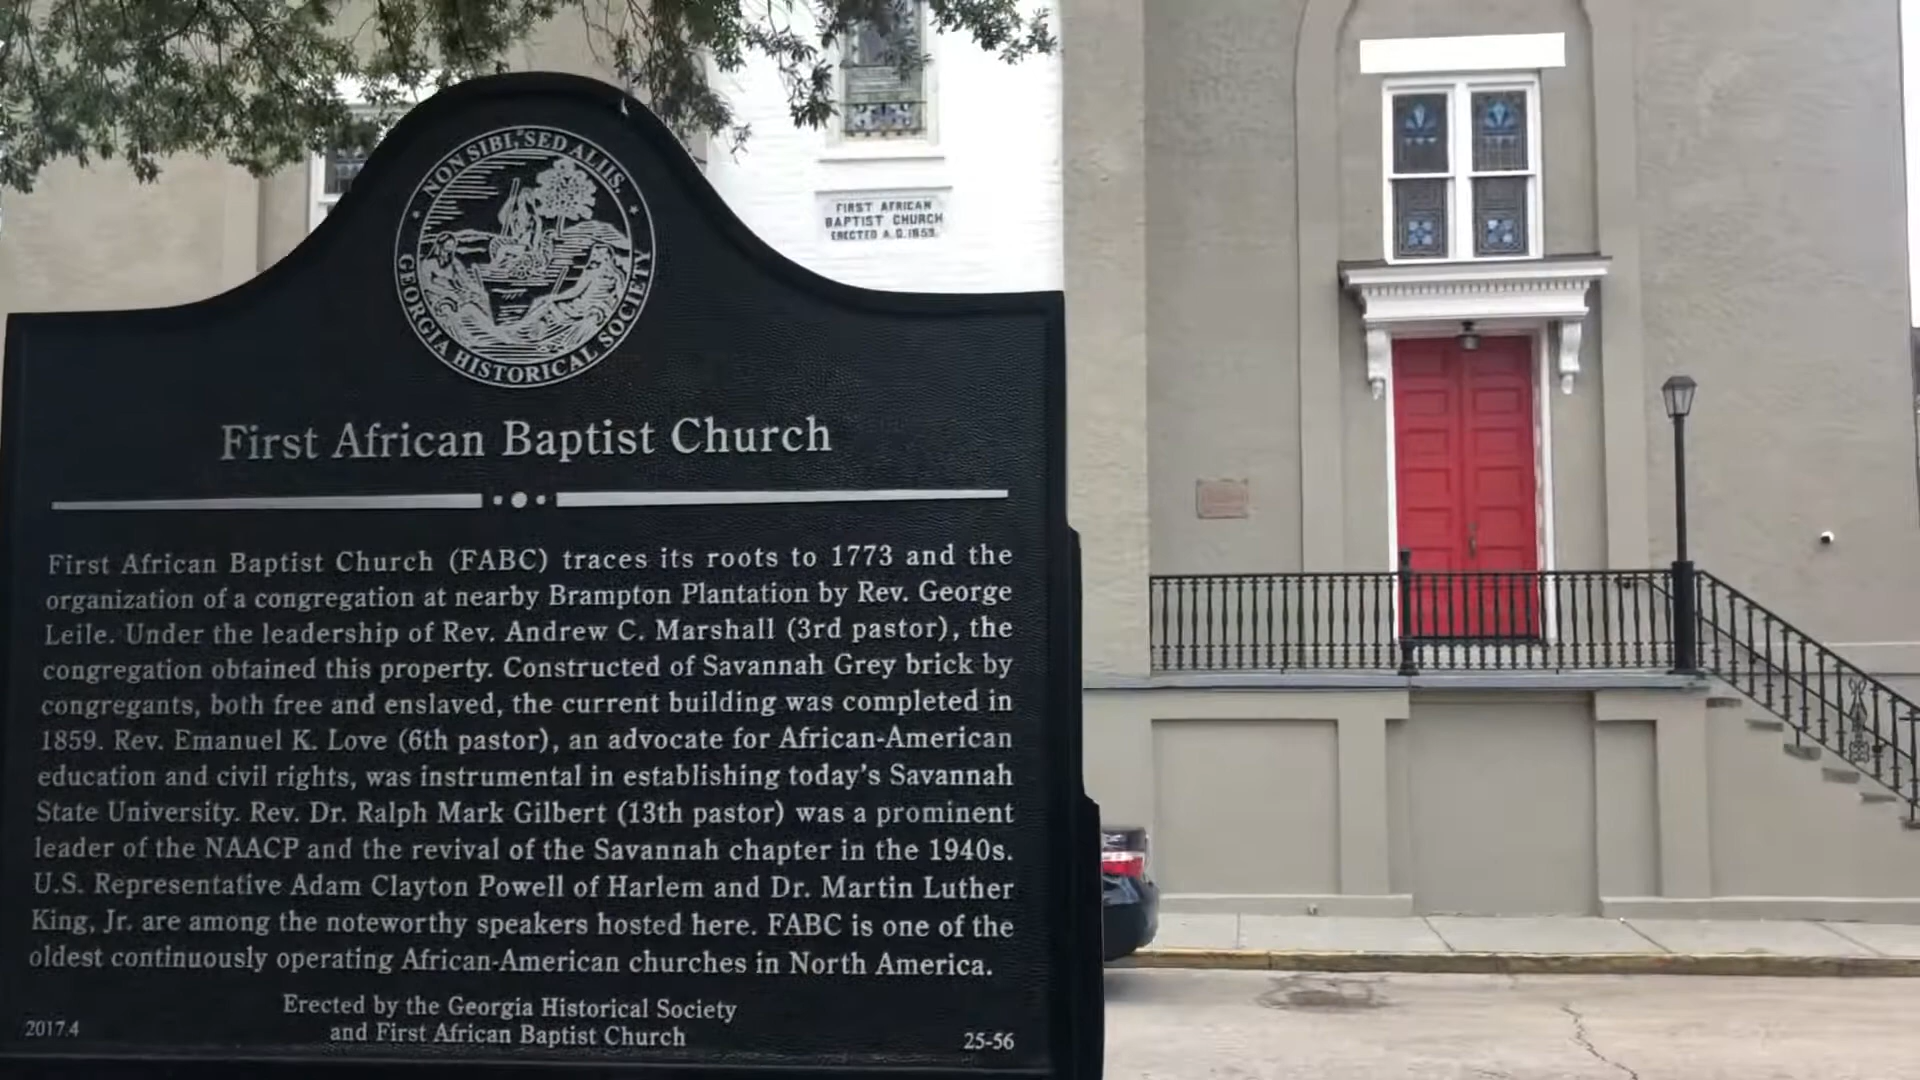 NON SIBI, SED ALIIS.
GEORGIA HISTORICAL SOCIETY
First African Baptist Church
First African Baptist Church (FABC) traces its roots to 1773 and the
organization of a congregation at nearby Brampton Plantation by Rev. George
Leile. Under the leadership of Rev. Andrew C. Marshall (3rd pastor), the
congregation obtained this property. Constructed of Savannah Grey brick by
congregants, both free and enslaved, the current building was completed in
1859. Rev. Emanuel K. Love (6th pastor), an advocate for African-American
education and civil rights, was instrumental in establishing today's Savannah
State University. Rev. Dr. Ralph Mark Gilbert (13th pastor) was a prominent
leader of the NAACP and the revival of the Savannah chapter in the 1940s.
U.S. Representative Adam Clayton Powell of Harlem and Dr. Martin Luther
King, Jr. are among the noteworthy speakers hosted here. FABC is one of the
oldest continuously operating African-American churches in North America.
Erected by the Georgia Historical Society
and First African Baptist Church
2017.4
25-56
FIRST AFRICAN
BAPTIST CHURCH
ERECTED A.D. 1859.